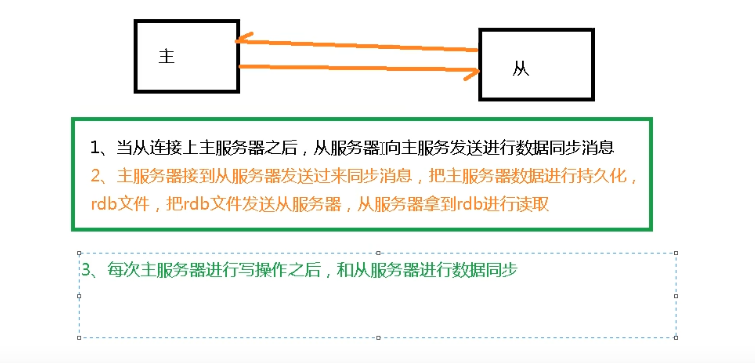 主
从
1、当从连接上主服务器之后，从服务器向主服务发送进行数据同步消息
2、主服务器接到从服务器发送过来同步消息，把主服务器数据进行持久化，
rdb文件，把rdb文件发送从服务器，从服务器拿到rdb进行读取
3、每次主服务器进行写操作之后，和从服务器进行数据同步